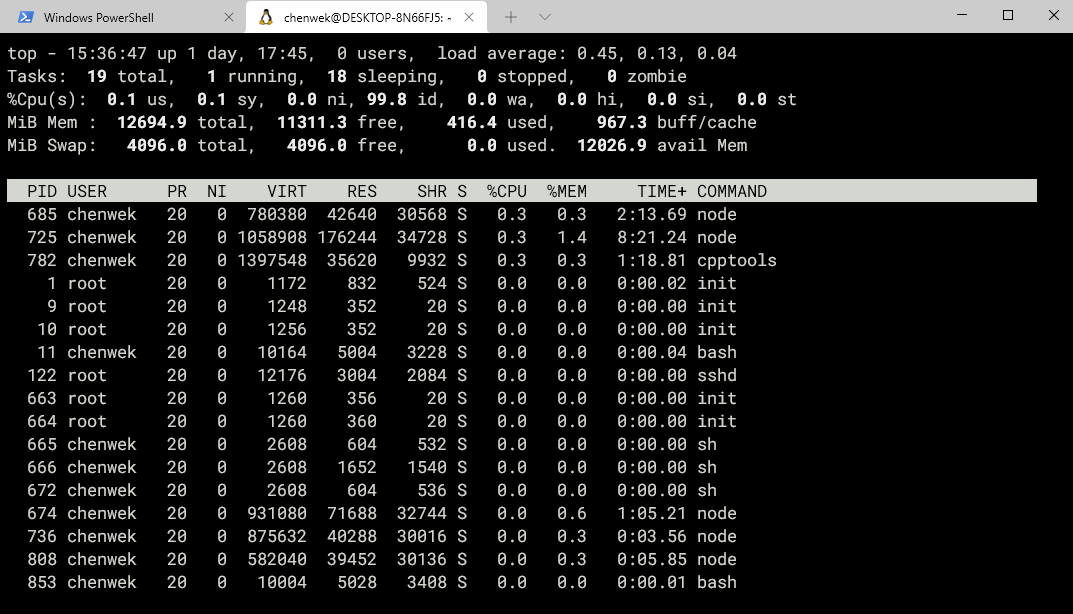 Windows PowerShell
chenwek@DESKTOP-8N66FJ5: ~
top - 15:36:47 up 1 day, 17:45,  0 users,  load average: 0.45, 0.13, 0.04
Tasks:  19 total,   1 running,  18 sleeping,   0 stopped,   0 zombie
%Cpu(s):  0.1 us,  0.1 sy,  0.0 ni, 99.8 id,  0.0 wa,  0.0 hi,  0.0 si,  0.0 st
MiB Mem :  12694.9 total,  11311.3 free,    416.4 used,    967.3 buff/cache
MiB Swap:   4096.0 total,   4096.0 free,      0.0 used.  12026.9 avail Mem
  PID USER      PR  NI    VIRT    RES    SHR S  %CPU  %MEM     TIME+ COMMAND
  685 chenwek   20   0  780380  42640  30568 S   0.3   0.3   2:13.69 node
  725 chenwek   20   0 1058908 176244  34728 S   0.3   1.4   8:21.24 node
  782 chenwek   20   0 1397548  35620   9932 S   0.3   0.3   1:18.81 cpptools
    1 root      20   0    1172    832    524 S   0.0   0.0   0:00.02 init
    9 root      20   0    1248    352     20 S   0.0   0.0   0:00.00 init
   10 root      20   0    1256    352     20 S   0.0   0.0   0:00.00 init
   11 chenwek   20   0   10164   5004   3228 S   0.0   0.0   0:00.04 bash
  122 root      20   0   12176   3004   2084 S   0.0   0.0   0:00.00 sshd
  663 root      20   0    1260    356     20 S   0.0   0.0   0:00.00 init
  664 root      20   0    1260    360     20 S   0.0   0.0   0:00.00 init
  665 chenwek   20   0    2608    604    532 S   0.0   0.0   0:00.00 sh
  666 chenwek   20   0    2608   1652   1540 S   0.0   0.0   0:00.00 sh
  672 chenwek   20   0    2608    604    536 S   0.0   0.0   0:00.00 sh
  674 chenwek   20   0  931080  71688  32744 S   0.0   0.6   1:05.21 node
  736 chenwek   20   0  875632  40288  30016 S   0.0   0.3   0:03.56 node
  808 chenwek   20   0  582040  39452  30136 S   0.0   0.3   0:05.85 node
  853 chenwek   20   0   10004   5028   3408 S   0.0   0.0   0:00.01 bash